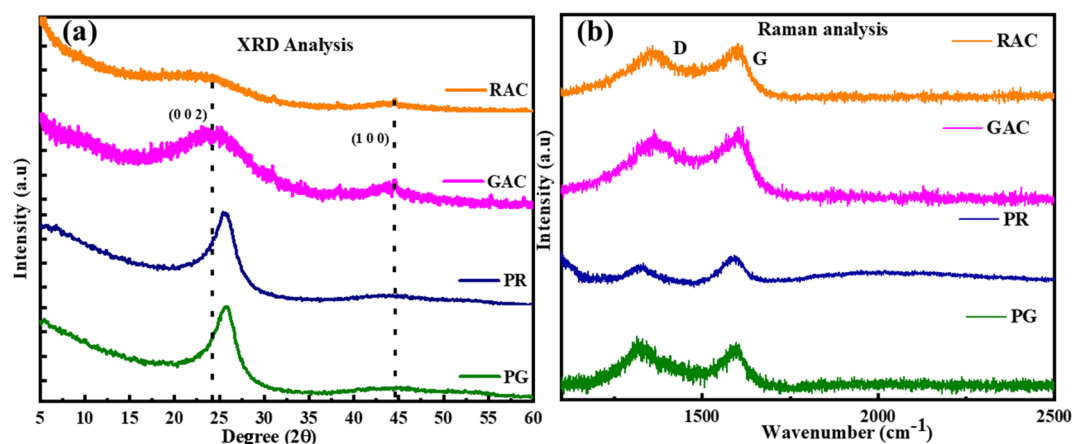 (a)
XRD Analysis
RAC
(0 0 2)
(1 0 0)
GAC
PR
PG
Intensity (a.u)
5 10 15 20 25 30 35 40 45 50 55 60
Degree (2θ)
(b)
Raman analysis
RAC
D
G
GAC
PR
PG
Intensity (a.u)
1500 2000 2500
Wavenumber (cm⁻¹)